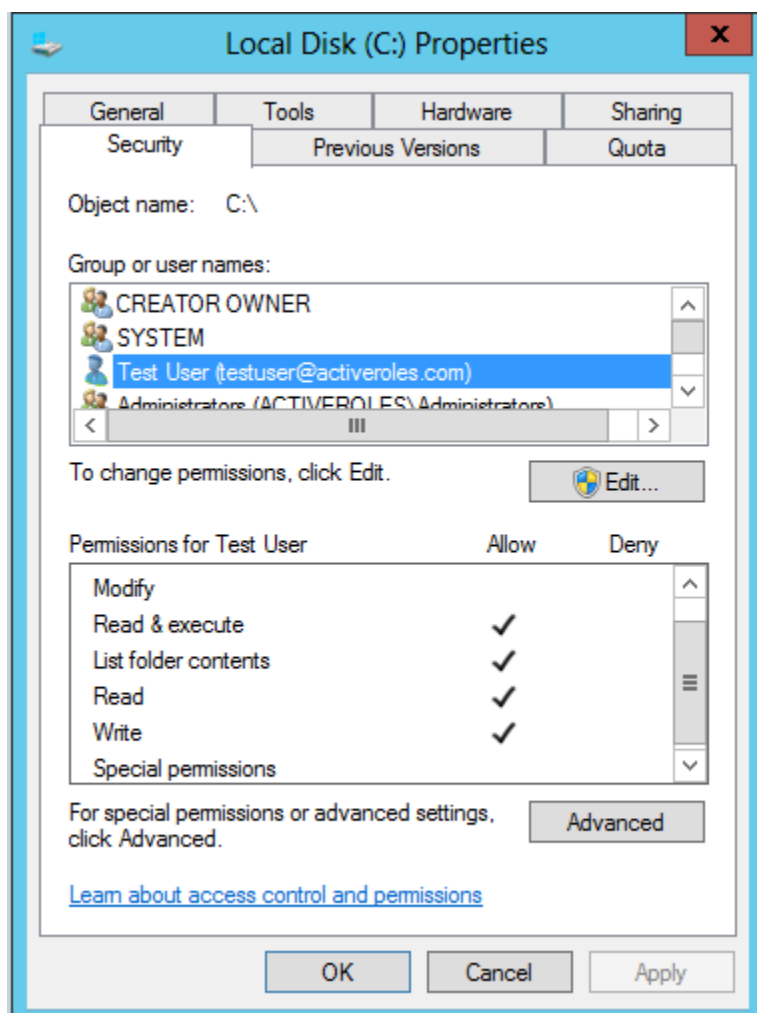 Local Disk (C:) Properties
x
General Tools Hardware Sharing
Security Previous Versions Quota
Object name: C:\
Group or user names:
CREATOR OWNER
SYSTEM
Test User (testuser@activeroles.com)
Administrators (ACTIVEROLES\Administrators)
To change permissions, click Edit.
Edit...
Permissions for Test User Allow Deny
Modify
Read & execute
List folder contents
Read
Write
Special permissions
For special permissions or advanced settings,
click Advanced.
Advanced
Learn about access control and permissions
OK Cancel Apply